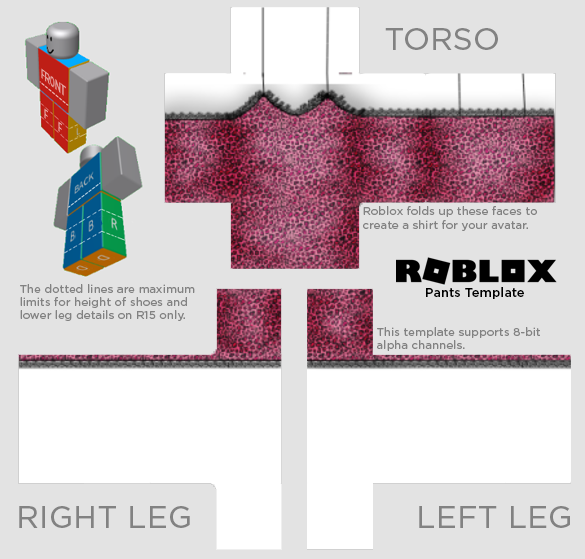 TORSO
FRONT
F F L
BACK
B B R
Roblox folds up these faces to
create a shirt for your avatar.
ROBLOX
Pants Template
The dotted lines are maximum
limits for height of shoes and
lower leg details on R15 only.
This template supports 8-bit
alpha channels.
RIGHT LEG
LEFT LEG